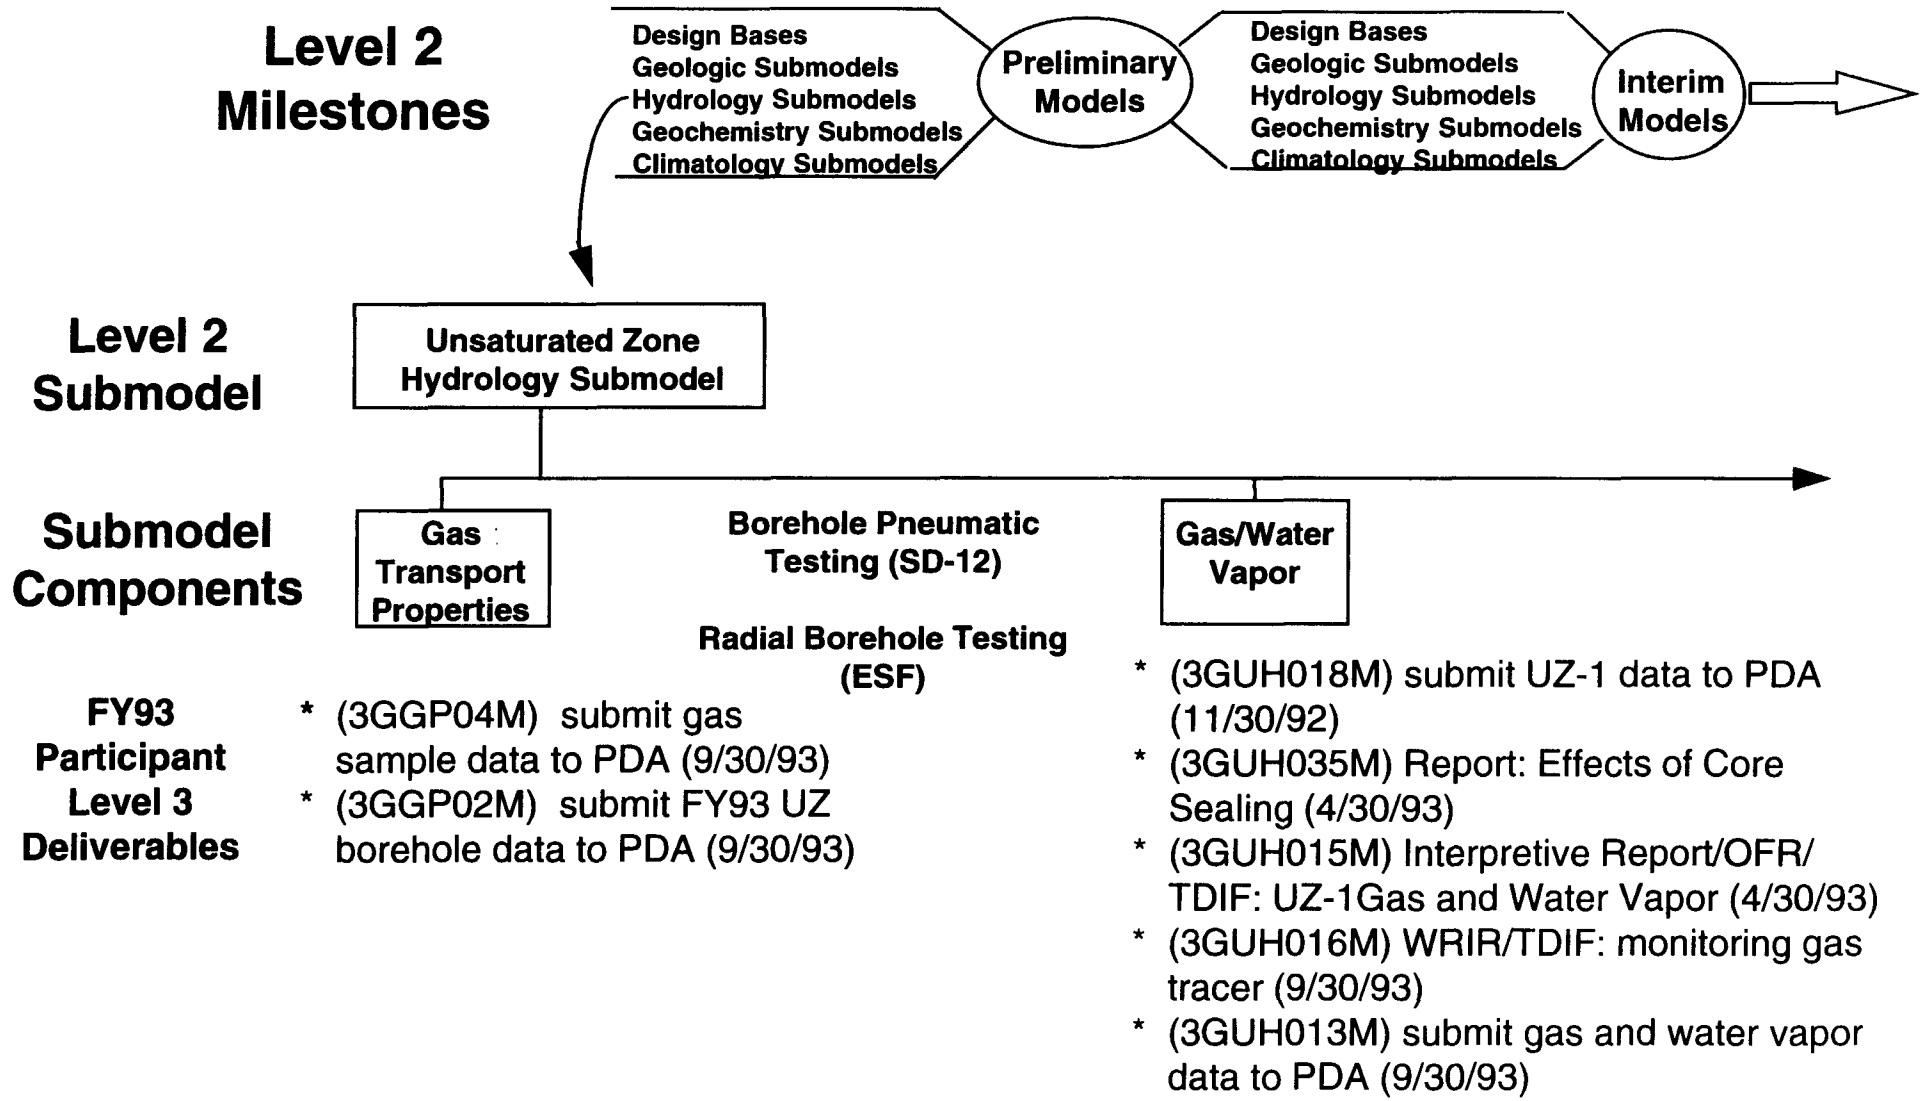 Level 2
Milestones
Design Bases
Geologic Submodels
Hydrology Submodels
Geochemistry Submodels
Climatology Submodels
Preliminary
Models
Design Bases
Geologic Submodels
Hydrology Submodels
Geochemistry Submodels
Climatology Submodels
Interim
Models
Level 2
Submodel
Unsaturated Zone
Hydrology Submodel
Submodel
Components
Gas
Transport
Properties
Borehole Pneumatic
Testing (SD-12)
Radial Borehole Testing
(ESF)
Gas/Water
Vapor
FY93
Participant
Level 3
Deliverables
* (3GGP04M) submit gas
sample data to PDA (9/30/93)
* (3GGP02M) submit FY93 UZ
borehole data to PDA (9/30/93)
* (3GUH018M) submit UZ-1 data to PDA
(11/30/92)
* (3GUH035M) Report: Effects of Core
Sealing (4/30/93)
* (3GUH015M) Interpretive Report/OFR/
TDIF: UZ-1Gas and Water Vapor (4/30/93)
* (3GUH016M) WRIR/TDIF: monitoring gas
tracer (9/30/93)
* (3GUH013M) submit gas and water vapor
data to PDA (9/30/93)